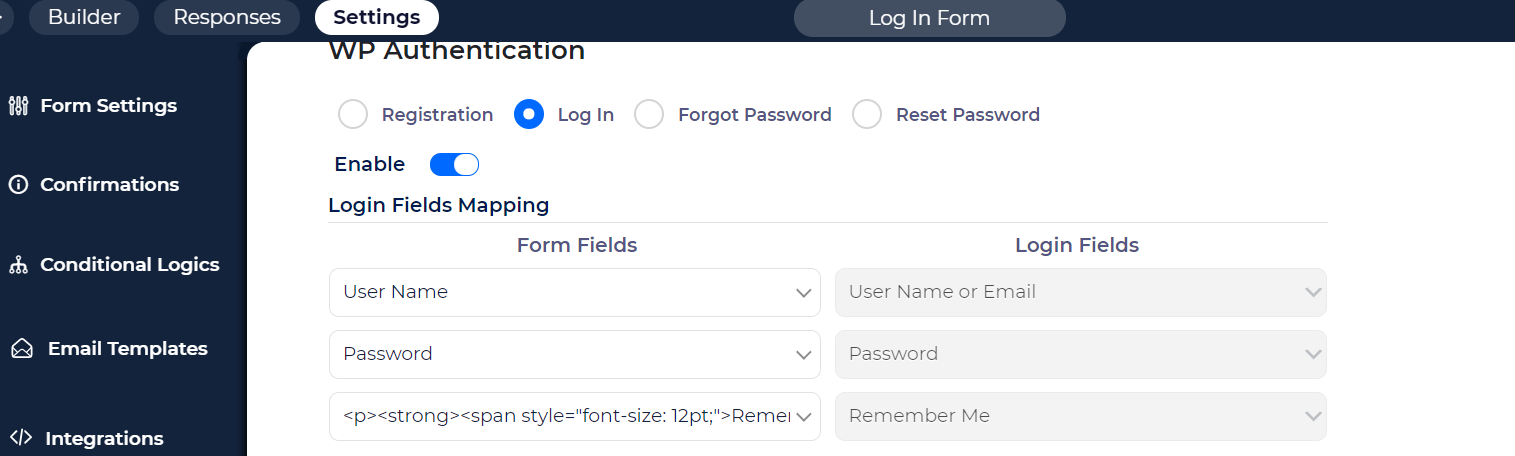 Builder Responses Settings Log In Form
WP Authentication
Form Settings
Registration Log In Forgot Password Reset Password
Enable
Confirmations
Login Fields Mapping
Form Fields Login Fields
Conditional Logics
User Name User Name or Email
Email Templates
Password Password
<p><strong><span style="font-size: 12pt;">Remer Remember Me
Integrations